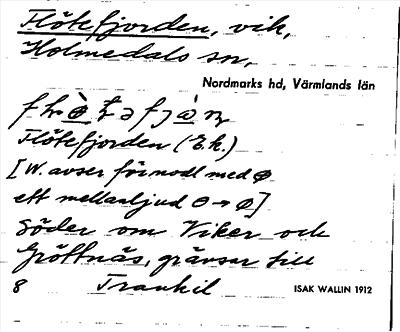 Flötefjorden, vik,
Holmedals sn,
Nordmarks hd, Värmlands län
Flötefjorden (E.k.)
[W. avser förmodl med ꝋ
ett mellanljud ɵ → ø]
söder om Viker och
Gröttnäs, gränsar till
8 Trankil ISAK WALLIN 1912